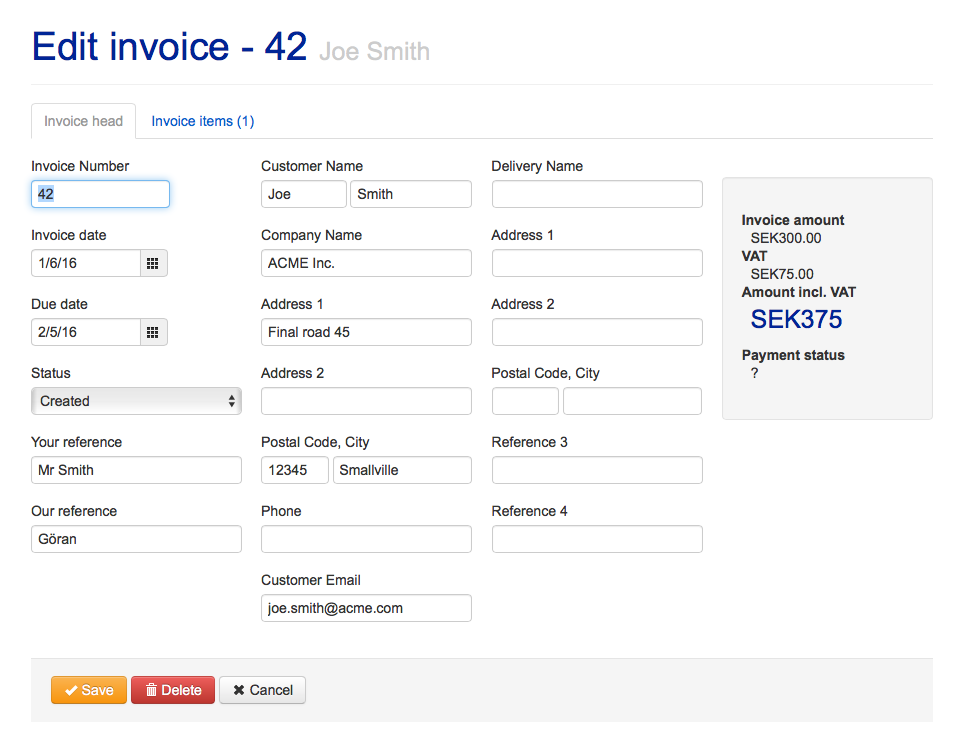 Edit invoice - 42 Joe Smith
Invoice head
Invoice items (1)
Invoice Number
42
Invoice date
1/6/16
Due date
2/5/16
Status
Created
Your reference
Mr Smith
Our reference
Göran
Customer Name
Joe Smith
Company Name
ACME Inc.
Address 1
Final road 45
Address 2
Postal Code, City
12345 Smallville
Phone
Customer Email
joe.smith@acme.com
Delivery Name
Address 1
Address 2
Postal Code, City
Reference 3
Reference 4
Invoice amount
SEK300.00
VAT
SEK75.00
Amount incl. VAT
SEK375
Payment status
?
Save
Delete
Cancel